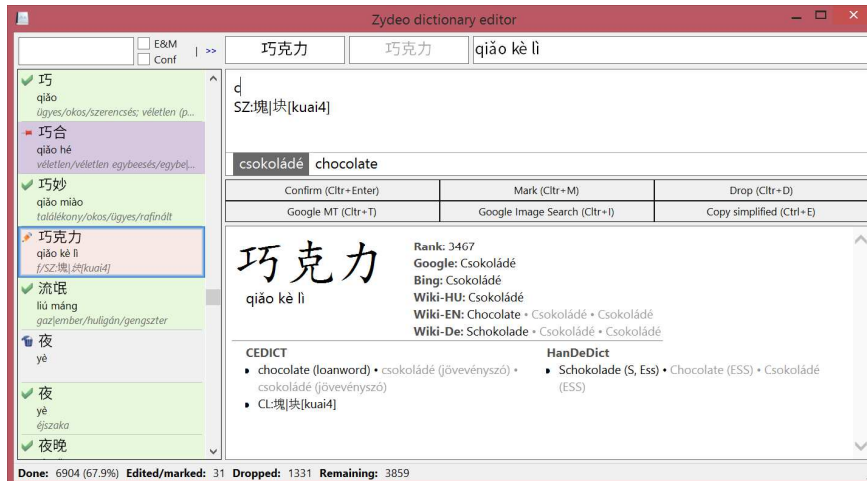 Zydeo dictionary editor
E&M
Conf
| >>
巧克力
巧克力
qiǎo kè lì
巧
qiǎo
ügyes/okos/szerencsés; véletlen (p...
巧合
qiǎo hé
véletlen/véletlen egybeesés/egybe|...
巧妙
qiǎo miào
találékony/okos/ügyes/rafinált
巧克力
qiǎo kè lì
f/SZ:塊|块[kuai4]
流氓
liú máng
gaz|ember/huligán/gengszter
夜
yè
夜
yè
éjszaka
夜晚
c
SZ:塊|块[kuai4]
csokoládé chocolate
Confirm (Cltr+Enter) Mark (Cltr+M) Drop (Cltr+D)
Google MT (Cltr+T) Google Image Search (Cltr+I) Copy simplified (Ctrl+E)
巧克力
qiǎo kè lì
Rank: 3467
Google: Csokoládé
Bing: Csokoládé
Wiki-HU: Csokoládé
Wiki-EN: Chocolate • Csokoládé • Csokoládé
Wiki-De: Schokolade • Csokoládé • Csokoládé
CEDICT
• chocolate (loanword) • csokoládé (jövevényszó) •
csokoládé (jövevényszó)
• CL:塊|块[kuai4]
HanDeDict
• Schokolade (S, Ess) • Chocolate (ESS) • Csokoládé
(ESS)
Done: 6904 (67.9%) Edited/marked: 31 Dropped: 1331 Remaining: 3859